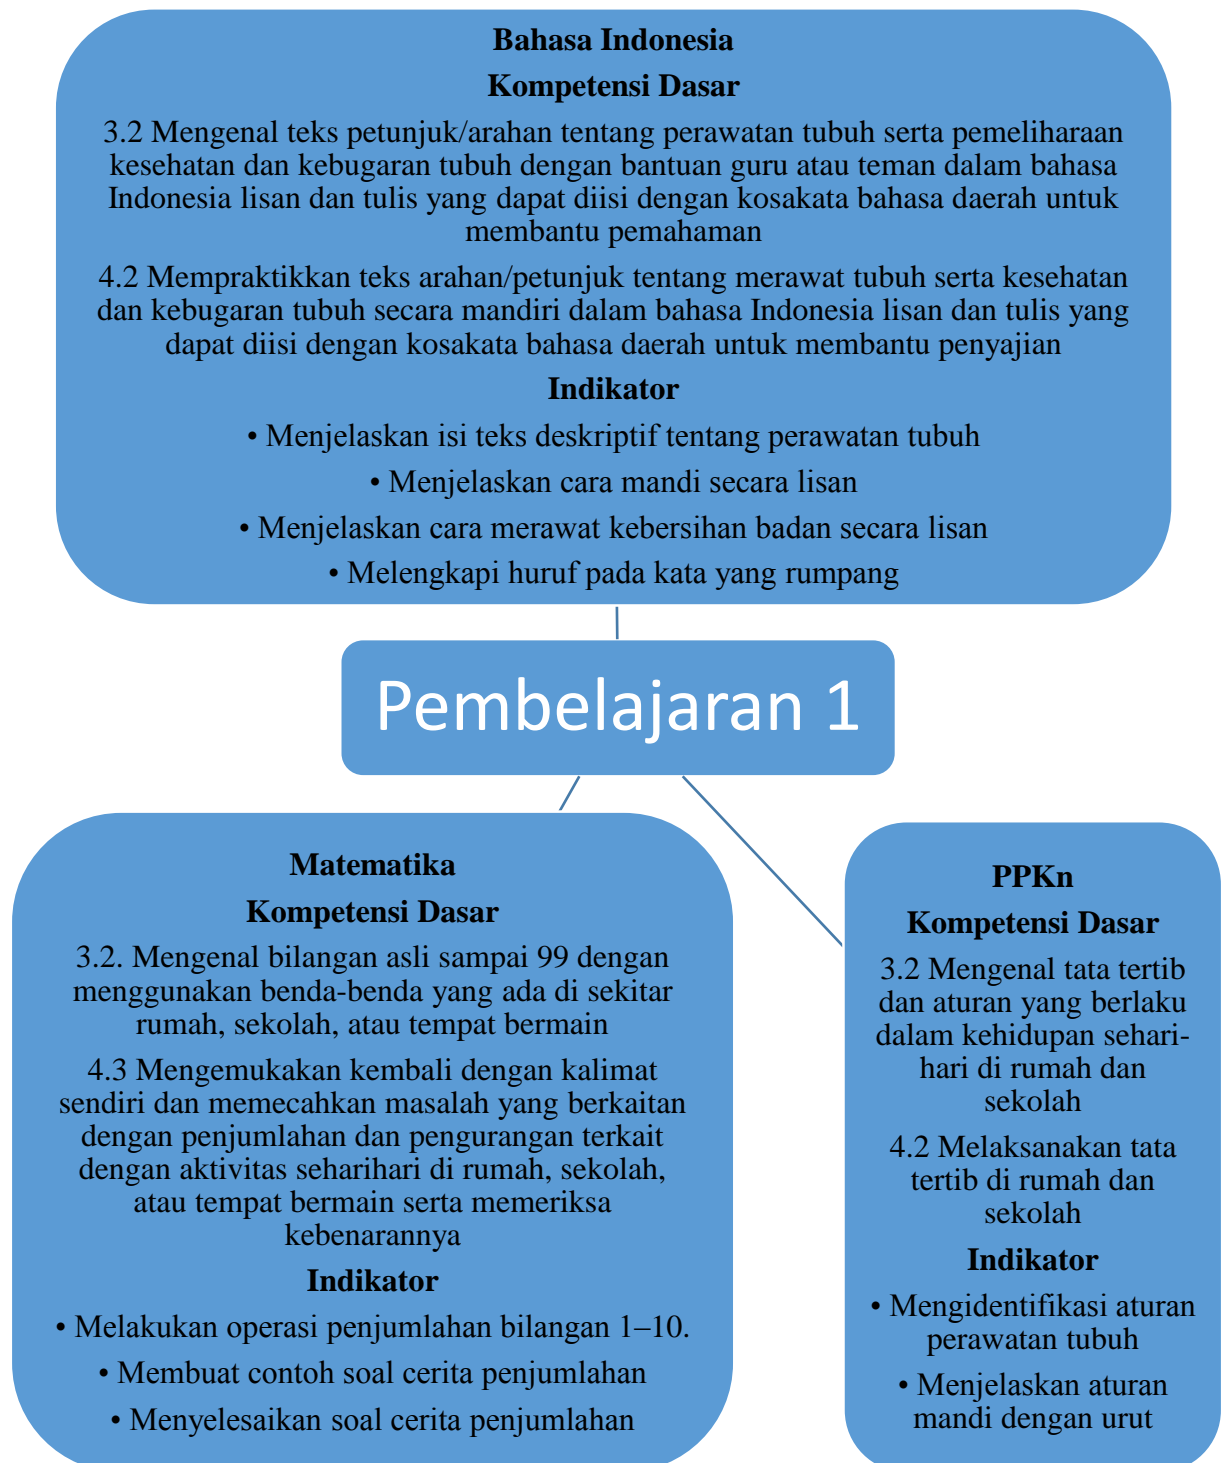 Bahasa Indonesia
Kompetensi Dasar
3.2 Mengenal teks petunjuk/arahan tentang perawatan tubuh serta pemeliharaan
kesehatan dan kebugaran tubuh dengan bantuan guru atau teman dalam bahasa
Indonesia lisan dan tulis yang dapat diisi dengan kosakata bahasa daerah untuk
membantu pemahaman
4.2 Mempraktikkan teks arahan/petunjuk tentang merawat tubuh serta kesehatan
dan kebugaran tubuh secara mandiri dalam bahasa Indonesia lisan dan tulis yang
dapat diisi dengan kosakata bahasa daerah untuk membantu penyajian
Indikator
• Menjelaskan isi teks deskriptif tentang perawatan tubuh
• Menjelaskan cara mandi secara lisan
• Menjelaskan cara merawat kebersihan badan secara lisan
• Melengkapi huruf pada kata yang rumpang
Pembelajaran 1
Matematika
Kompetensi Dasar
3.2. Mengenal bilangan asli sampai 99 dengan
menggunakan benda-benda yang ada di sekitar
rumah, sekolah, atau tempat bermain
4.3 Mengemukakan kembali dengan kalimat
sendiri dan memecahkan masalah yang berkaitan
dengan penjumlahan dan pengurangan terkait
dengan aktivitas seharihari di rumah, sekolah,
atau tempat bermain serta memeriksa
kebenarannya
Indikator
• Melakukan operasi penjumlahan bilangan 1–10.
• Membuat contoh soal cerita penjumlahan
• Menyelesaikan soal cerita penjumlahan
PPKn
Kompetensi Dasar
3.2 Mengenal tata tertib
dan aturan yang berlaku
dalam kehidupan sehari-
hari di rumah dan
sekolah
4.2 Melaksanakan tata
tertib di rumah dan
sekolah
Indikator
• Mengidentifikasi aturan
perawatan tubuh
• Menjelaskan aturan
mandi dengan urut